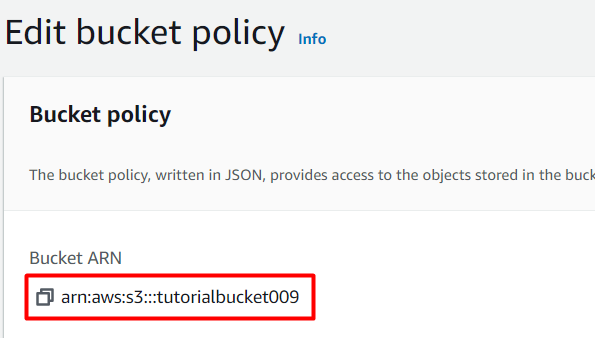 Edit bucket policy Info
Bucket policy
The bucket policy, written in JSON, provides access to the objects stored in the buck
Bucket ARN
arn:aws:s3:::tutorialbucket009